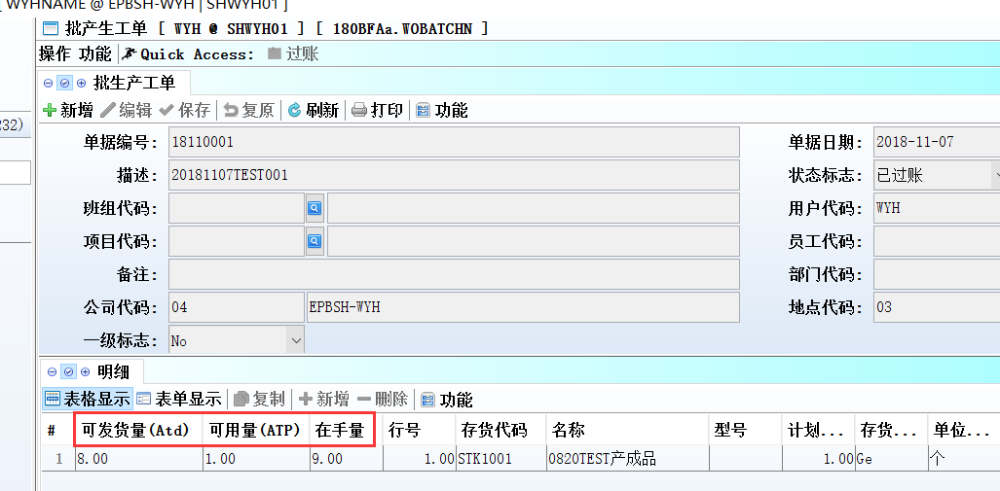 WYHNAME @ EPBSH-WYH | SHWYH01 ]
批产生产工单 [ WYH @ SHWYH01 ] [ 180BFAa.WOBATCHN ]
操作 功能 Quick Access: 过账
批生产工单
新增 编辑 保存 复原 刷新 打印 功能
232)
单据编号: 18110001 单据日期: 2018-11-07
描述: 20181107TEST001 状态标志: 已过账
班组代码: 用户代码: WYH
项目代码: 员工代码:
备注: 部门代码:
公司代码: 04 EPBSH-WYH 地点代码: 03
一级标志: No
明细
表格显示 表单显示 复制 新增 删除 功能
# 可发货量(Atd) 可用量(ATP) 在手量 行号 存货代码 名称 型号 计划... 存货... 单位...
1 8.00 1.00 9.00 1.00 STK1001 0820TEST产成品 1.00 Ge 个